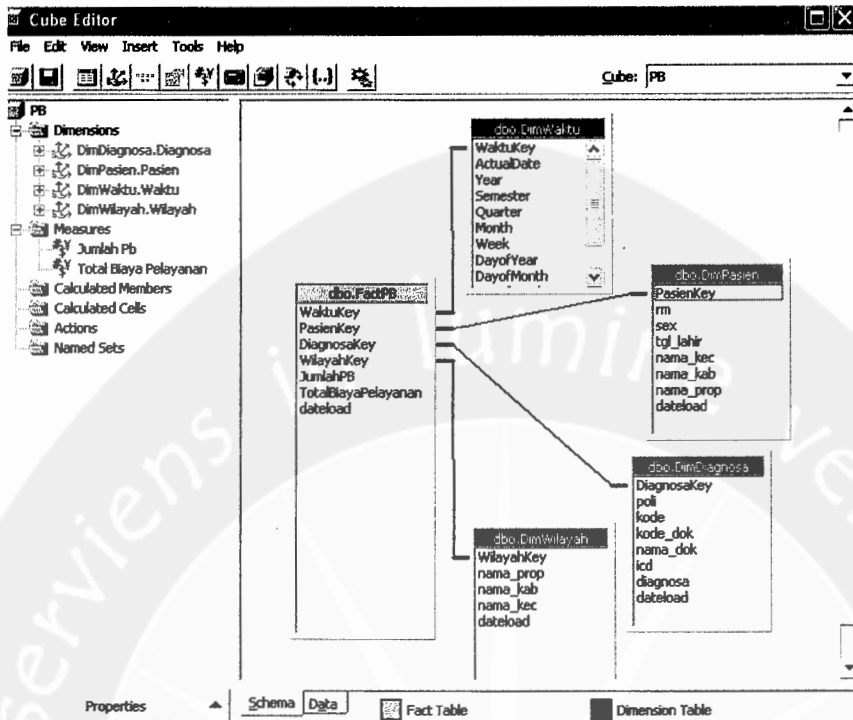 Cube Editor
File Edit View Insert Tools Help
Cube: PB
PB
Dimensions
DimDiagnosa.Diagnosa
DimPasien.Pasien
DimWaktu.Waktu
DimWilayah.Wilayah
Measures
Jumlah Pb
Total Biaya Pelayanan
Calculated Members
Calculated Cells
Actions
Named Sets
dbo.DimWaktu
WaktuKey
ActualDate
Year
Semester
Quarter
Month
Week
DayofYear
DayofMonth
dbo.FactPB
WaktuKey
PasienKey
DiagnosaKey
WilayahKey
JumlahPB
TotalBiayaPelayanan
dateload
dbo.DimPasien
PasienKey
rm
sex
tgl_lahir
nama_kec
nama_kab
nama_prop
dateload
dbo.DimDiagnosa
DiagnosaKey
poli
kode
kode_dok
nama_dok
icd
diagnosa
dateload
dbo.DimWilayah
WilayahKey
nama_prop
nama_kab
nama_kec
dateload
serviens in lumine ve
Properties
Schema Data
Fact Table
Dimension Table